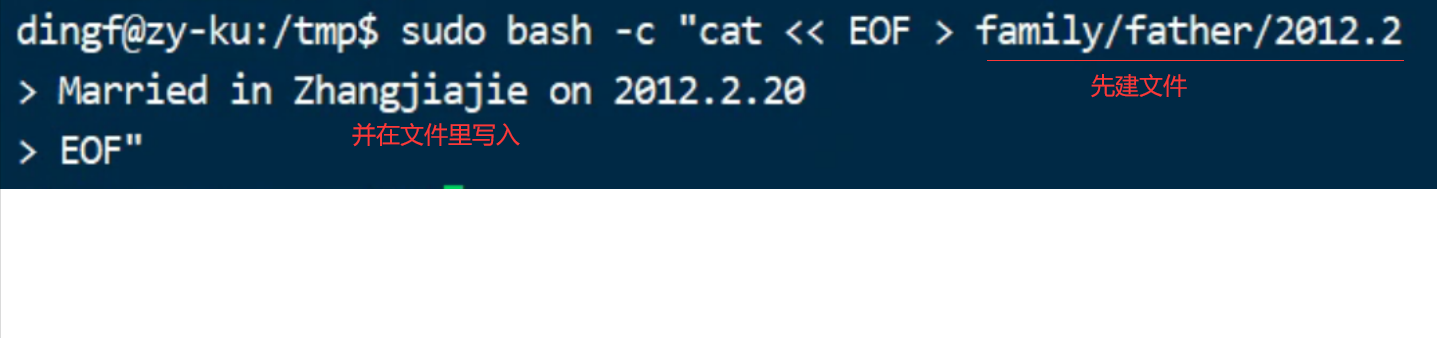 dingf@zy-ku:/tmp$ sudo bash -c "cat << EOF > family/father/2012.2
先建文件
> Married in Zhangjiajie on 2012.2.20
并在文件里写入
> EOF"